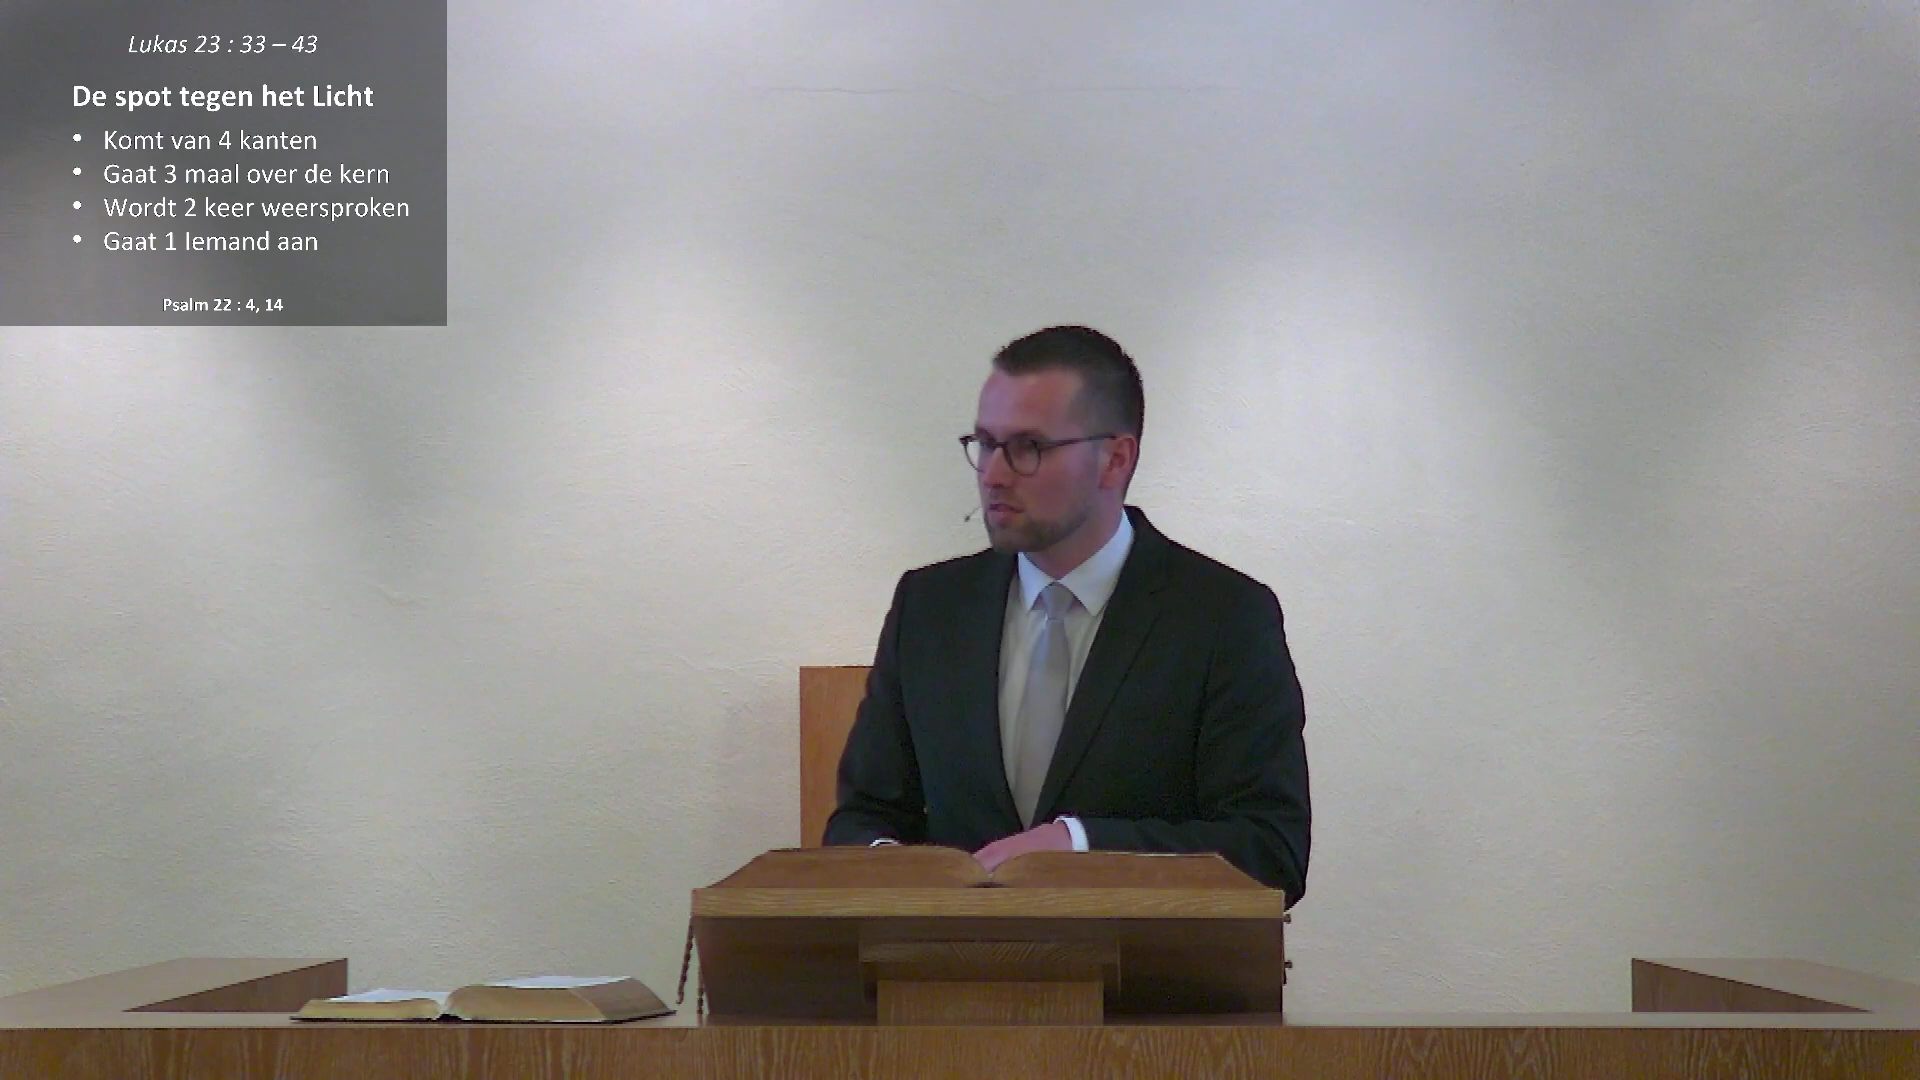 Lukas 23 : 33 – 43
De spot tegen het Licht
• Komt van 4 kanten
• Gaat 3 maal over de kern
• Wordt 2 keer weersproken
• Gaat 1 Iemand aan
Psalm 22 : 4, 14